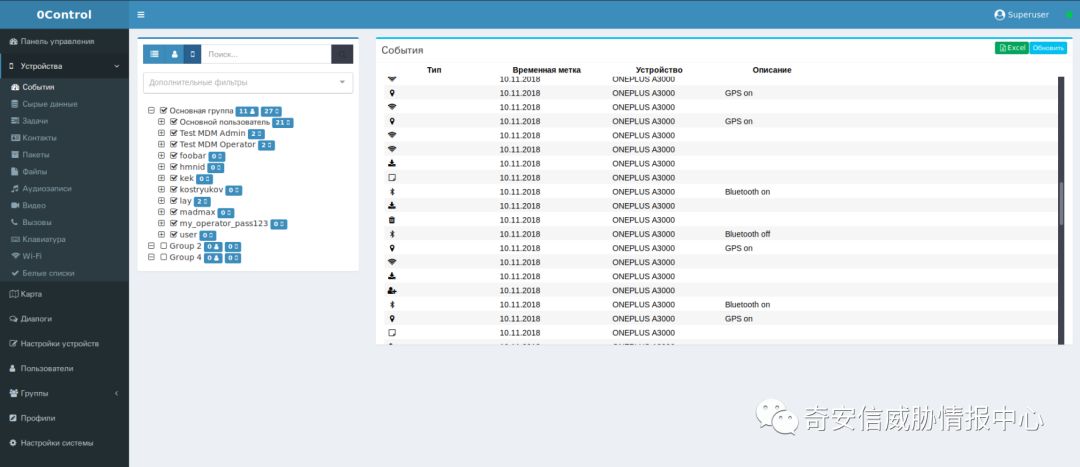 0Control
Superuser
Панель управления
Устройства
События
Сырые данные
Задачи
Контакты
Пакеты
Файлы
Аудиозаписи
Видео
Вызовы
Клавиатура
Wi-Fi
Белые списки
Карта
Диалоги
Настройки устройств
Пользователи
Группы
Профили
Настройки системы
Поиск...
Дополнительные фильтры
Основная группа 11 27
Основной пользователь 21
Test MDM Admin 2
Test MDM Operator 2
foobar 0
hmnid 0
kek 0
kostryukov 0
lay 2
madmax 0
my_operator_pass123 0
user 0
Group 2 0 0
Group 4 0 0
События
Excel Обновить
Тип Временная метка Устройство Описание
10.11.2018 ONEPLUS A3000
10.11.2018 ONEPLUS A3000 GPS on
10.11.2018 ONEPLUS A3000
10.11.2018 ONEPLUS A3000 GPS on
10.11.2018 ONEPLUS A3000
10.11.2018 ONEPLUS A3000
10.11.2018 ONEPLUS A3000
10.11.2018 ONEPLUS A3000
10.11.2018 ONEPLUS A3000 Bluetooth on
10.11.2018 ONEPLUS A3000
10.11.2018 ONEPLUS A3000
10.11.2018 ONEPLUS A3000 Bluetooth off
10.11.2018 ONEPLUS A3000 GPS on
10.11.2018 ONEPLUS A3000
10.11.2018 ONEPLUS A3000
10.11.2018 ONEPLUS A3000
10.11.2018 ONEPLUS A3000 Bluetooth on
10.11.2018 ONEPLUS A3000 GPS on
10.11.2018 ONEPLUS A3000
奇安信威胁情报中心